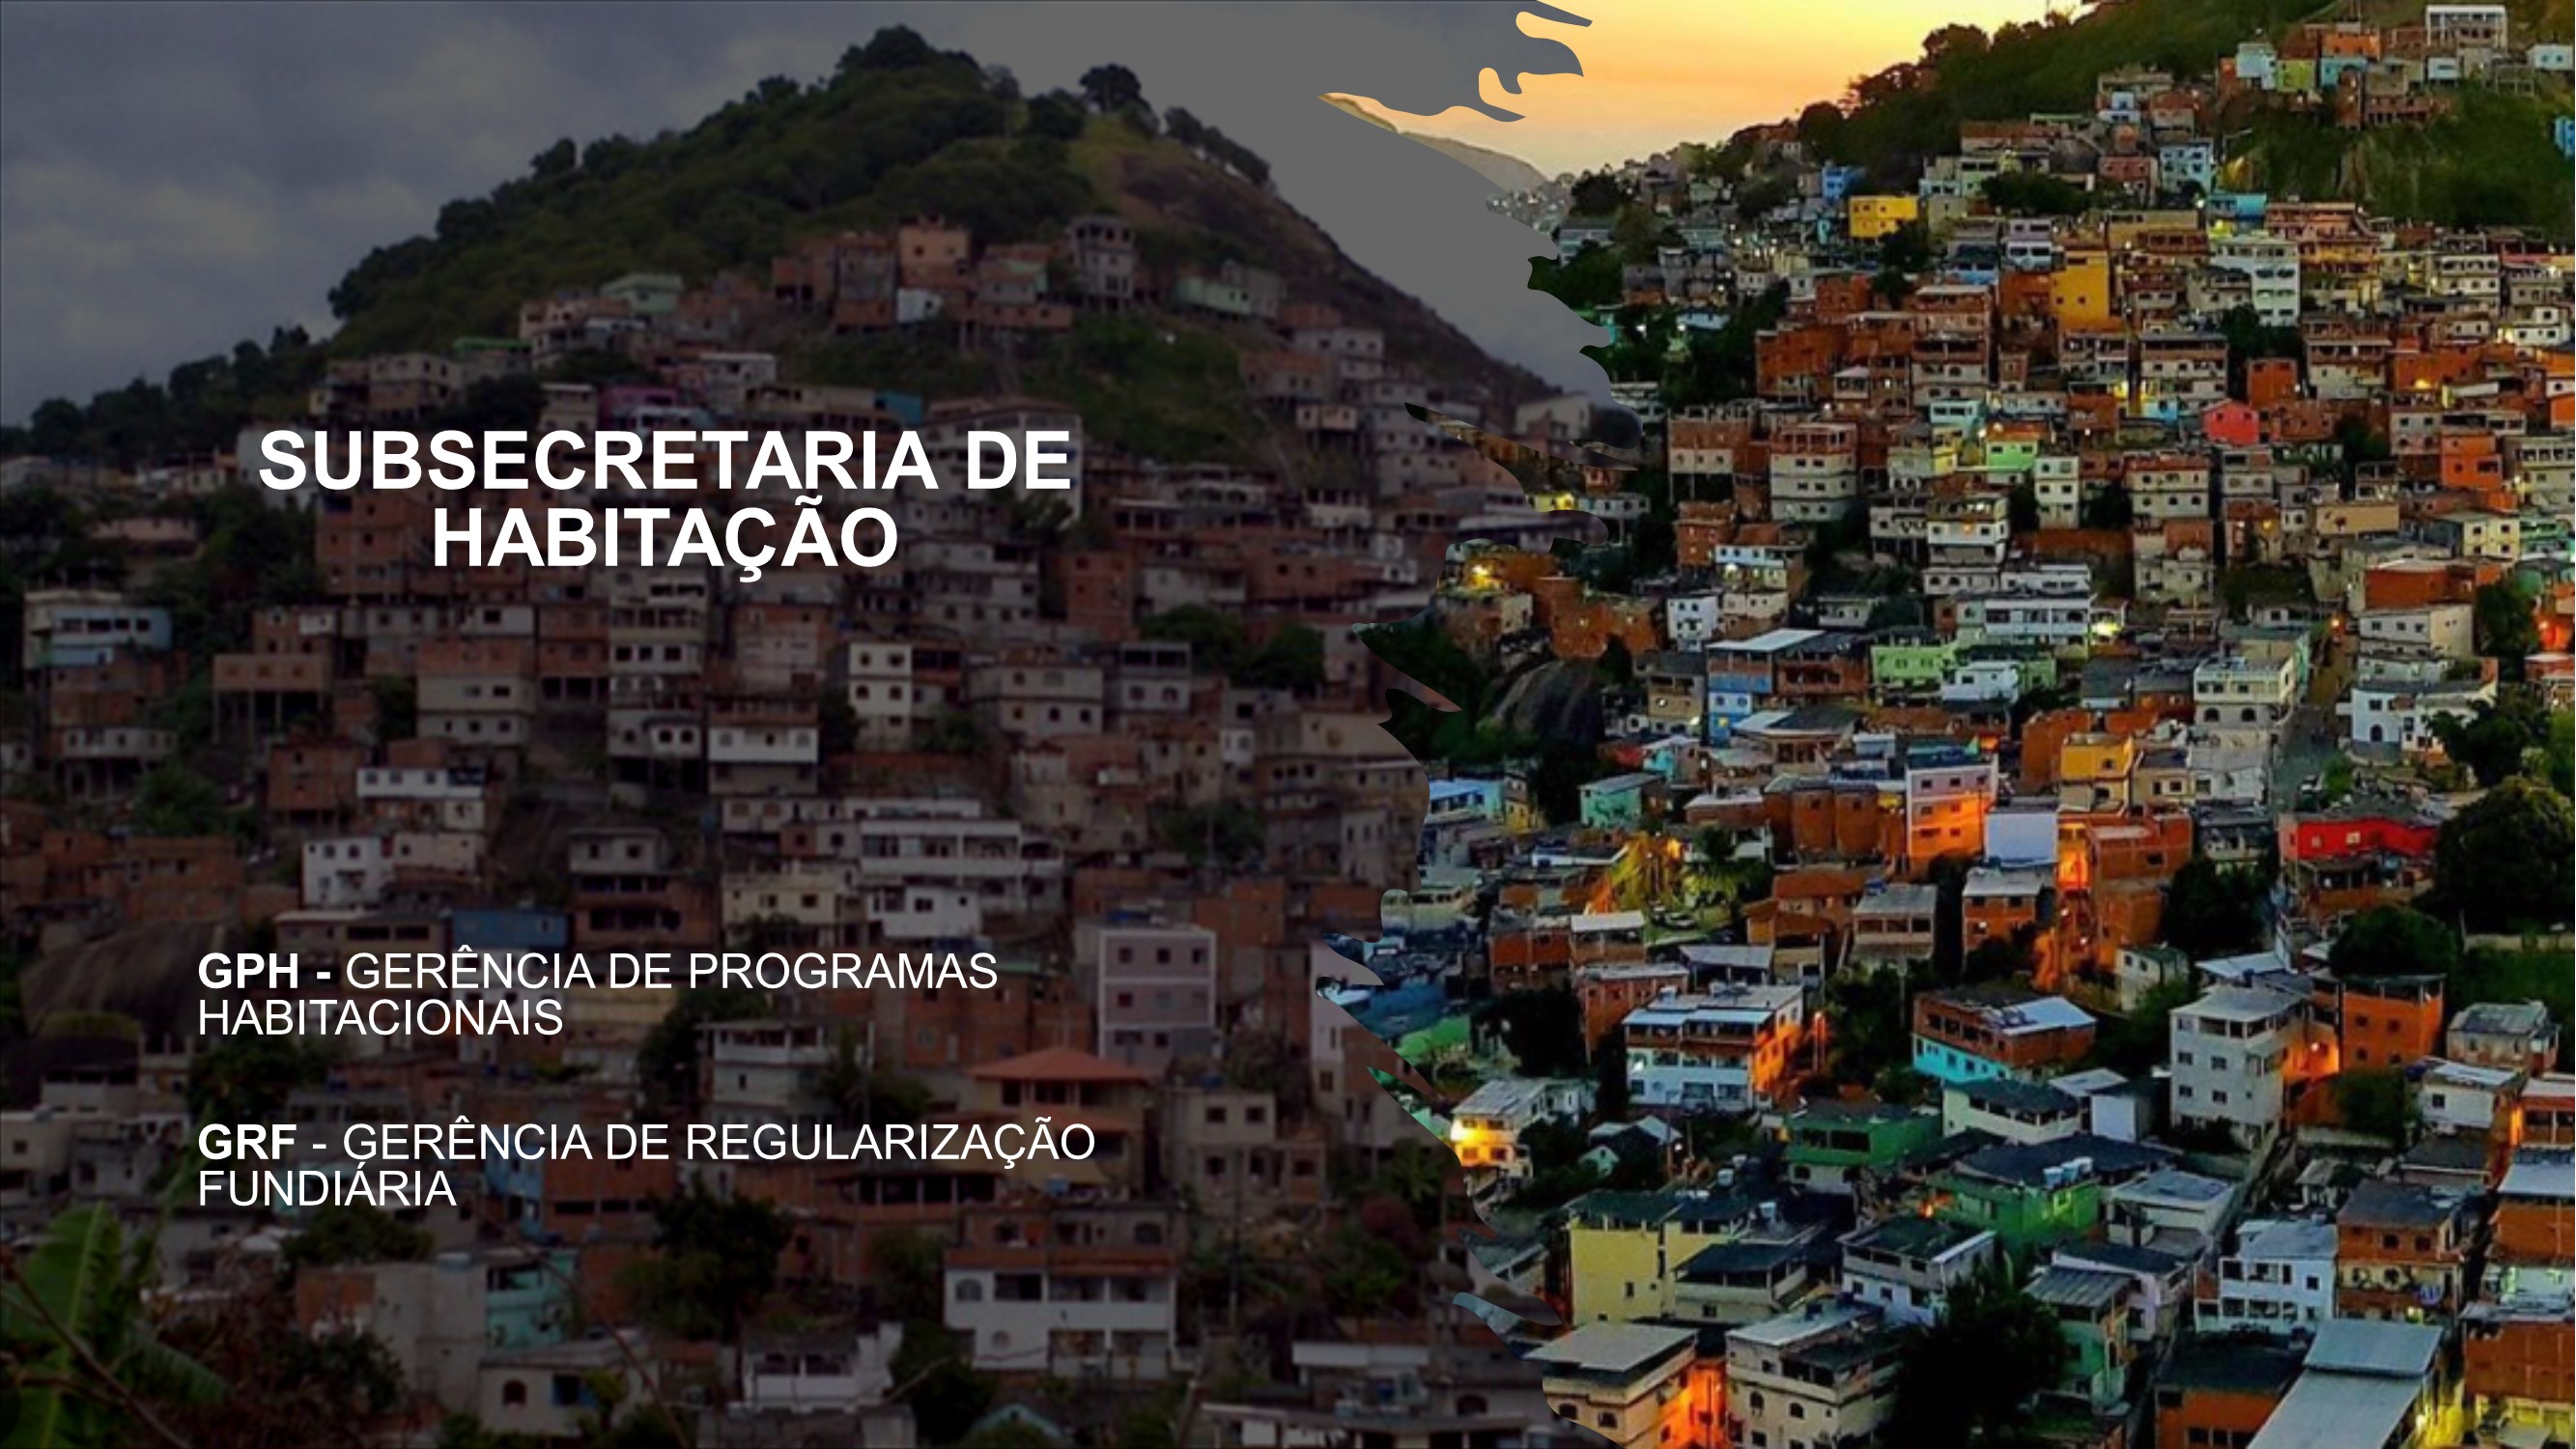 SUBSECRETARIA DE
HABITAÇÃO
GPH - GERÊNCIA DE PROGRAMAS
HABITACIONAIS
GRF - GERÊNCIA DE REGULARIZAÇÃO
FUNDIÁRIA